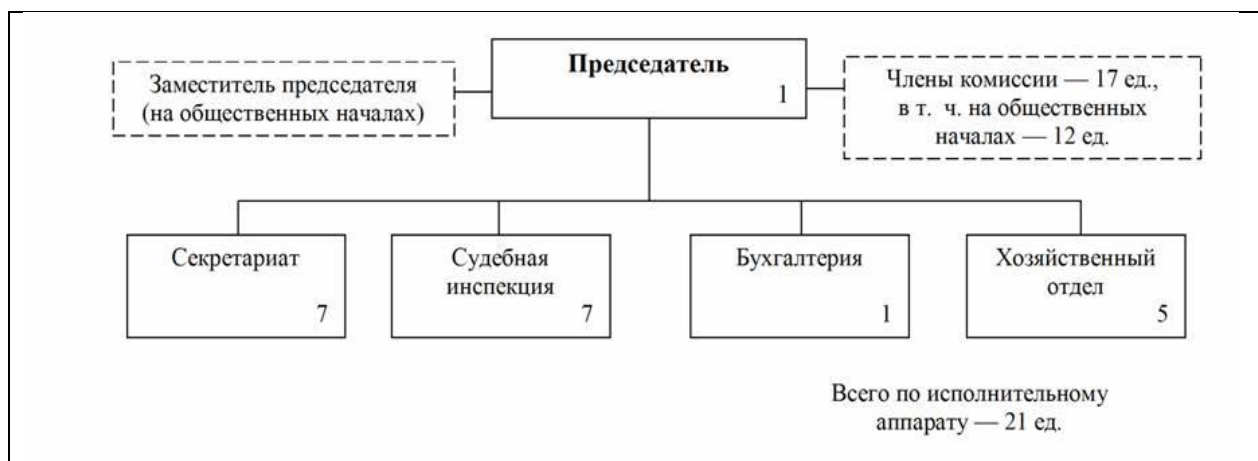 Председатель
1
Заместитель председателя
(на общественных началах)
Члены комиссии — 17 ед.,
в т. ч. на общественных
началах — 12 ед.
Секретариат
7
Судебная
инспекция
7
Бухгалтерия
1
Хозяйственный
отдел
5
Всего по исполнительному
аппарату — 21 ед.